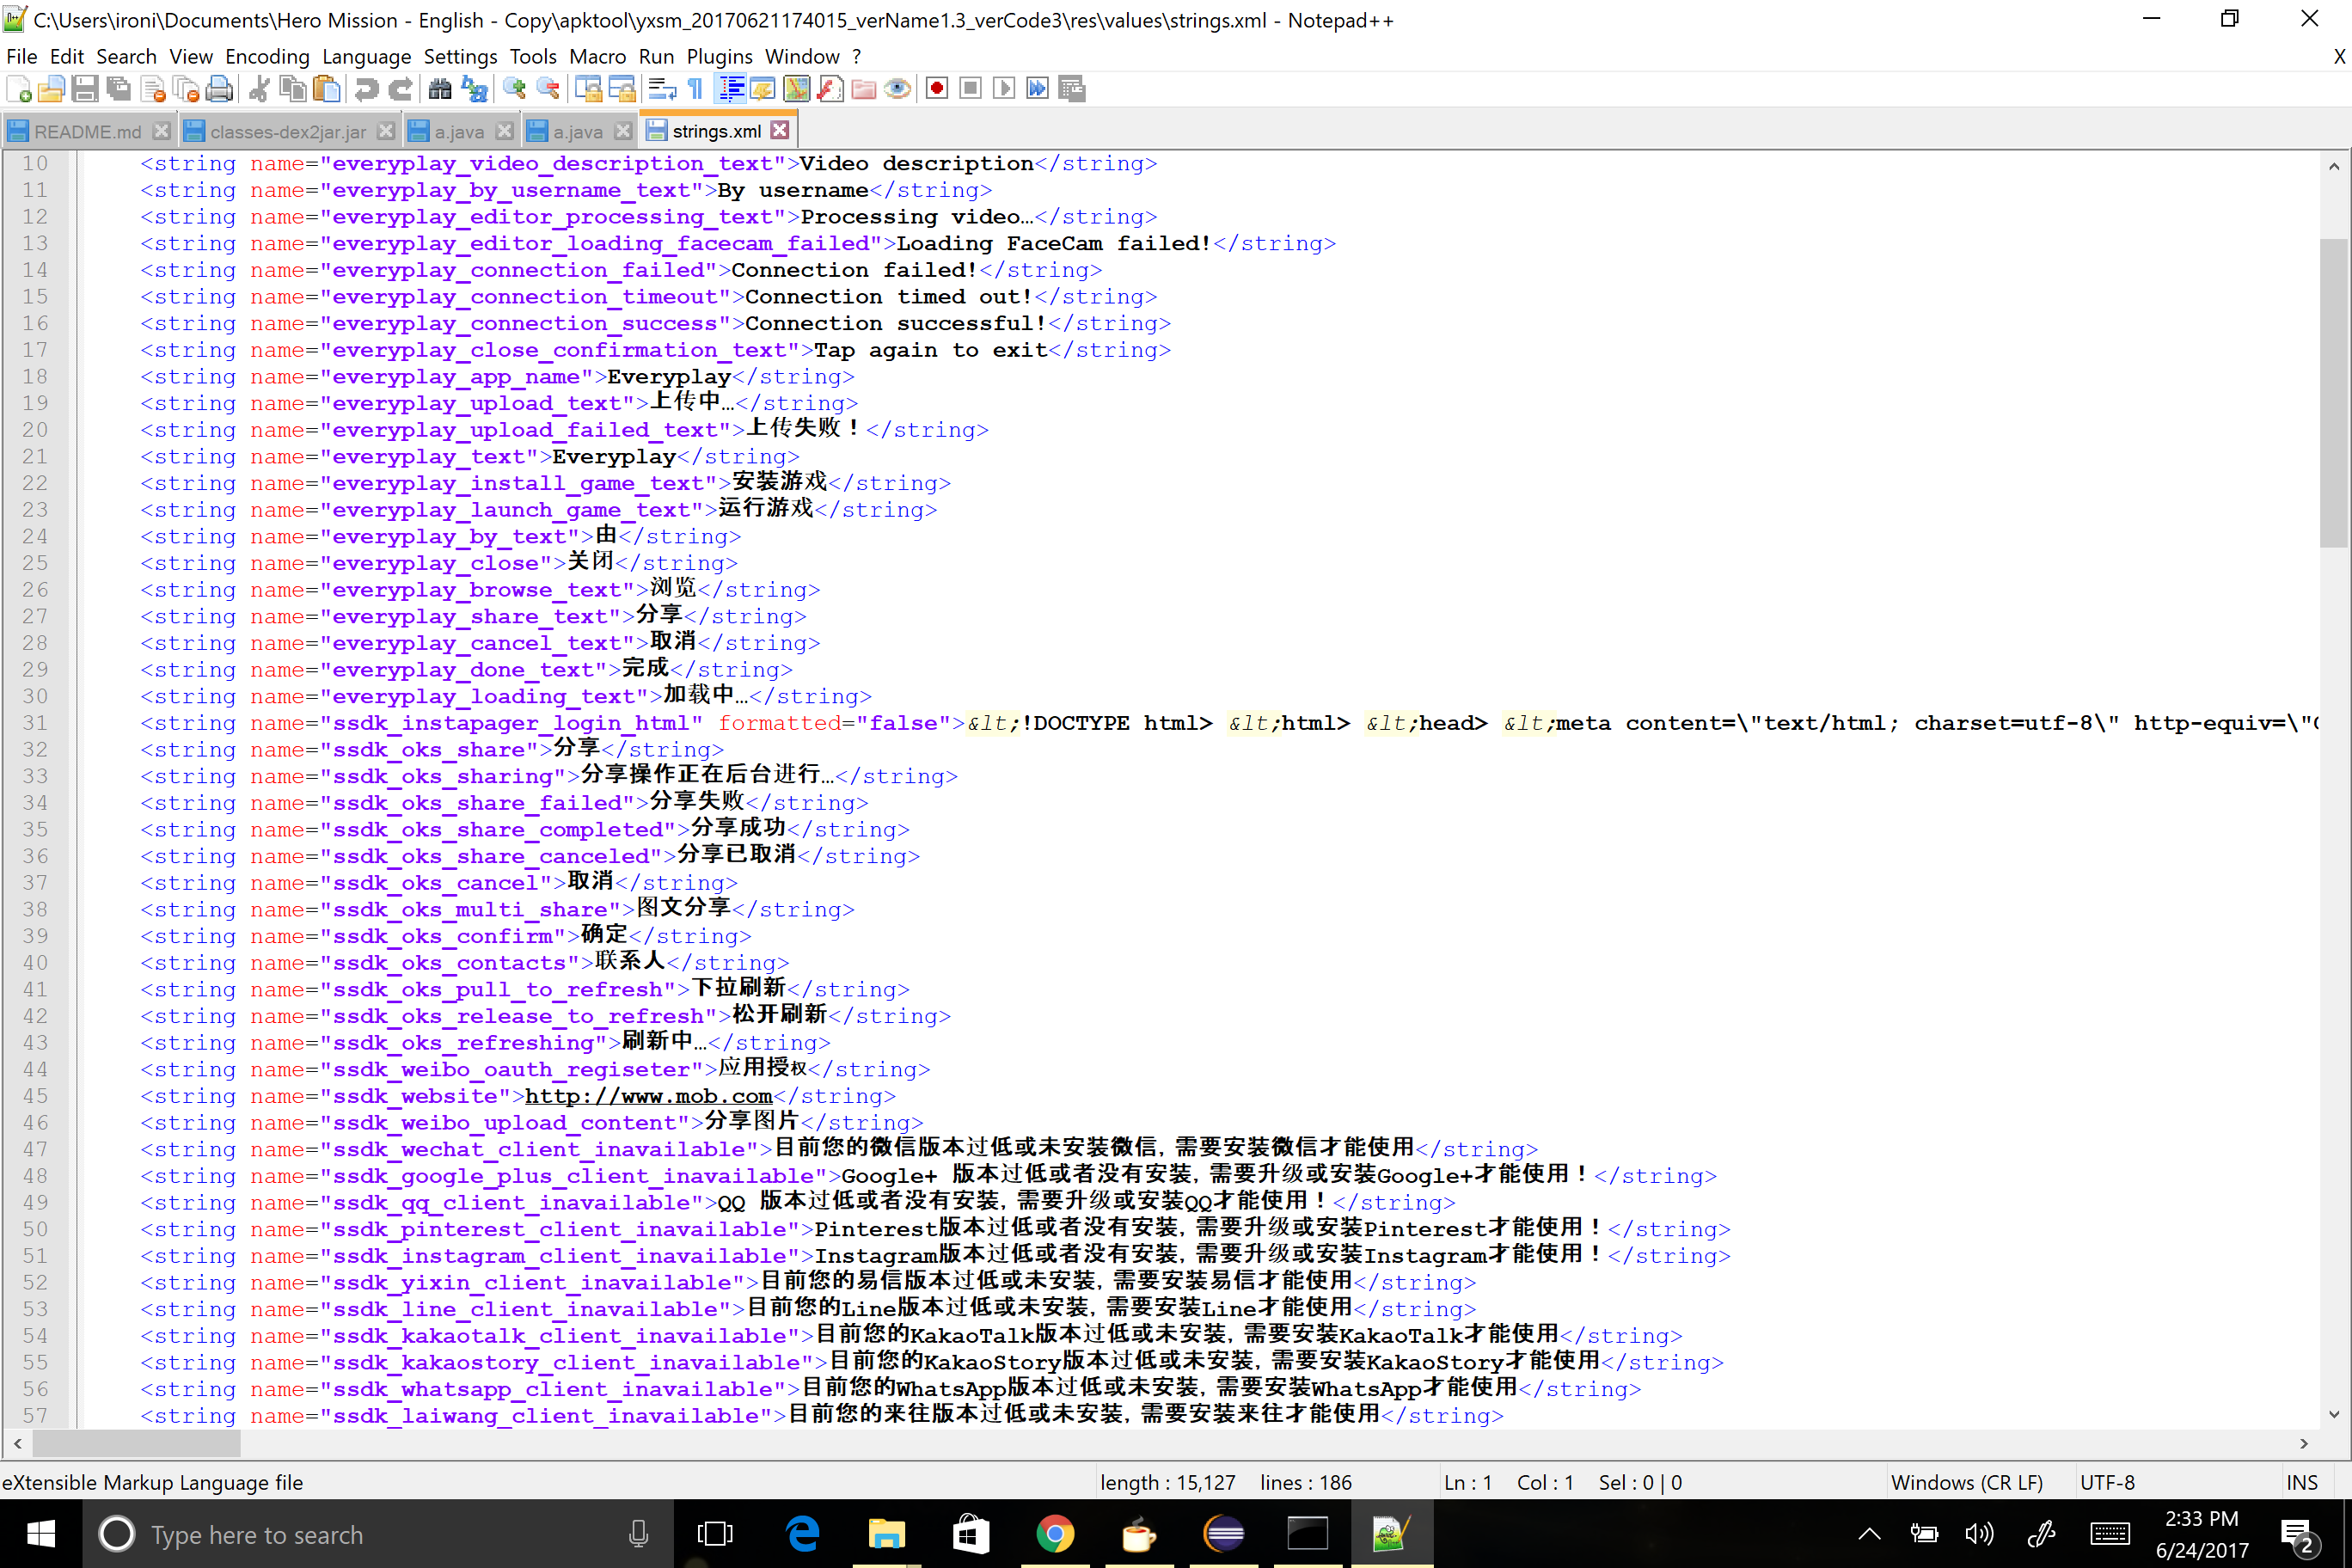 C:\Users\ironi\Documents\Hero Mission - English - Copy\apktool\yxsm_20170621174015_verName1.3_verCode3\res\values\strings.xml - Notepad++
File Edit Search View Encoding Language Settings Tools Macro Run Plugins Window ? X
README.md classes-dex2jar.jar a.java a.java strings.xml
10 <string name="everyplay_video_description_text">Video description</string>
11 <string name="everyplay_by_username_text">By username</string>
12 <string name="everyplay_editor_processing_text">Processing video…</string>
13 <string name="everyplay_editor_loading_facecam_failed">Loading FaceCam failed!</string>
14 <string name="everyplay_connection_failed">Connection failed!</string>
15 <string name="everyplay_connection_timeout">Connection timed out!</string>
16 <string name="everyplay_connection_success">Connection successful!</string>
17 <string name="everyplay_close_confirmation_text">Tap again to exit</string>
18 <string name="everyplay_app_name">Everyplay</string>
19 <string name="everyplay_upload_text">上传中…</string>
20 <string name="everyplay_upload_failed_text">上传失败！</string>
21 <string name="everyplay_text">Everyplay</string>
22 <string name="everyplay_install_game_text">安装游戏</string>
23 <string name="everyplay_launch_game_text">运行游戏</string>
24 <string name="everyplay_by_text">由</string>
25 <string name="everyplay_close">关闭</string>
26 <string name="everyplay_browse_text">浏览</string>
27 <string name="everyplay_share_text">分享</string>
28 <string name="everyplay_cancel_text">取消</string>
29 <string name="everyplay_done_text">完成</string>
30 <string name="everyplay_loading_text">加载中…</string>
31 <string name="ssdk_instapager_login_html" formatted="false">&lt;!DOCTYPE html> &lt;html> &lt;head> &lt;meta content=\"text/html; charset=utf-8\" http-equiv=\"
32 <string name="ssdk_oks_share">分享</string>
33 <string name="ssdk_oks_sharing">分享操作正在后台进行…</string>
34 <string name="ssdk_oks_share_failed">分享失败</string>
35 <string name="ssdk_oks_share_completed">分享成功</string>
36 <string name="ssdk_oks_share_canceled">分享已取消</string>
37 <string name="ssdk_oks_cancel">取消</string>
38 <string name="ssdk_oks_multi_share">图文分享</string>
39 <string name="ssdk_oks_confirm">确定</string>
40 <string name="ssdk_oks_contacts">联系人</string>
41 <string name="ssdk_oks_pull_to_refresh">下拉刷新</string>
42 <string name="ssdk_oks_release_to_refresh">松开刷新</string>
43 <string name="ssdk_oks_refreshing">刷新中…</string>
44 <string name="ssdk_weibo_oauth_regiseter">应用授权</string>
45 <string name="ssdk_website">http://www.mob.com</string>
46 <string name="ssdk_weibo_upload_content">分享图片</string>
47 <string name="ssdk_wechat_client_inavailable">目前您的微信版本过低或未安装微信，需要安装微信才能使用</string>
48 <string name="ssdk_google_plus_client_inavailable">Google+ 版本过低或者没有安装，需要升级或安装Google+才能使用！</string>
49 <string name="ssdk_qq_client_inavailable">QQ 版本过低或者没有安装，需要升级或安装QQ才能使用！</string>
50 <string name="ssdk_pinterest_client_inavailable">Pinterest版本过低或者没有安装，需要升级或安装Pinterest才能使用！</string>
51 <string name="ssdk_instagram_client_inavailable">Instagram版本过低或者没有安装，需要升级或安装Instagram才能使用！</string>
52 <string name="ssdk_yixin_client_inavailable">目前您的易信版本过低或未安装，需要安装易信才能使用</string>
53 <string name="ssdk_line_client_inavailable">目前您的Line版本过低或未安装，需要安装Line才能使用</string>
54 <string name="ssdk_kakaotalk_client_inavailable">目前您的KakaoTalk版本过低或未安装，需要安装KakaoTalk才能使用</string>
55 <string name="ssdk_kakaostory_client_inavailable">目前您的KakaoStory版本过低或未安装，需要安装KakaoStory才能使用</string>
56 <string name="ssdk_whatsapp_client_inavailable">目前您的WhatsApp版本过低或未安装，需要安装WhatsApp才能使用</string>
57 <string name="ssdk_laiwang_client_inavailable">目前您的来往版本过低或未安装，需要安装来往才能使用</string>
eXtensible Markup Language file length : 15,127 lines : 186 Ln : 1 Col : 1 Sel : 0 | 0 Windows (CR LF) UTF-8 INS
Type here to search 2:33 PM
6/24/2017 2